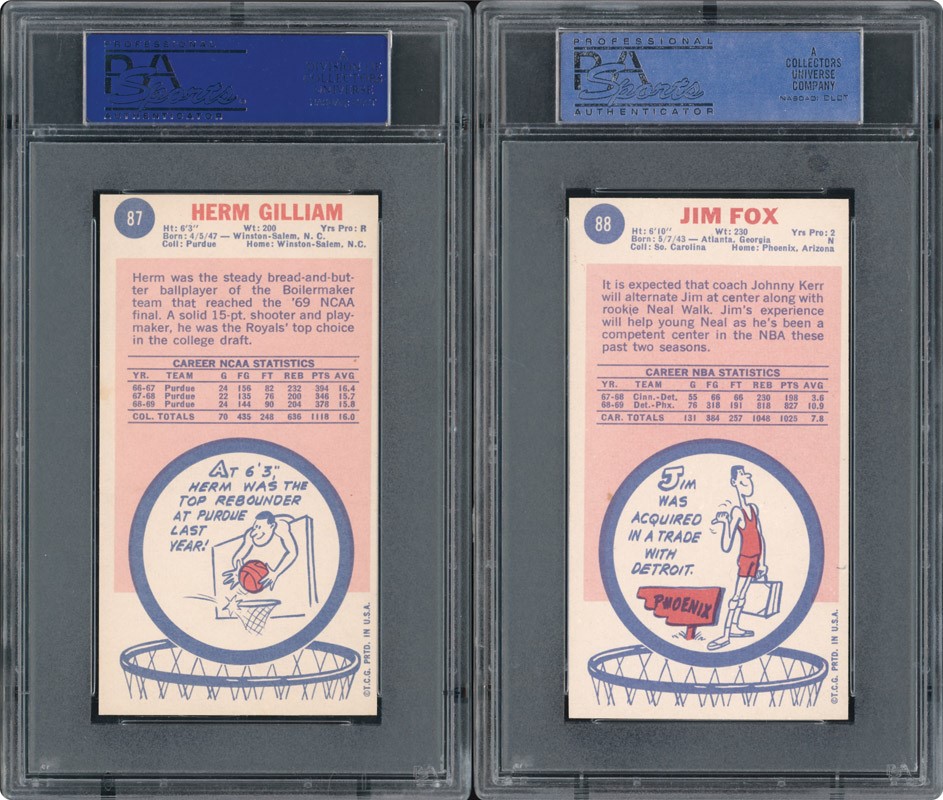 PROFESSIONAL
PSA
Sports
AUTHENTICATOR
A
COLLECTORS
UNIVERSE
87
HERM GILLIAM
Ht: 6'3" Wt: 200 Yrs Pro: R
Born: 4/5/47 — Winston-Salem, N. C.
Coll: Purdue Home: Winston-Salem, N.C.
Herm was the steady bread-and-but-
ter ballplayer of the Boilermaker
team that reached the '69 NCAA
final. A solid 15-pt. shooter and play-
maker, he was the Royals' top choice
in the college draft.
CAREER NCAA STATISTICS
YR. TEAM G FG FT REB PTS AVG
66-67 Purdue 24 156 82 232 394 16.4
67-68 Purdue 22 135 76 200 346 15.7
68-69 Purdue 24 144 90 204 378 15.8
COL. TOTALS 70 435 248 636 1118 16.0
AT 6'3",
HERM WAS THE
TOP REBOUNDER
AT PURDUE
LAST
YEAR!
©T.C.G. PRTD. IN U.S.A.
PROFESSIONAL
PSA
Sports
AUTHENTICATOR
A
COLLECTORS
UNIVERSE
COMPANY
NASDAQ: CLCT
88
JIM FOX
Ht: 6'10" Wt: 230 Yrs Pro: 2
N
Born: 5/7/43 — Atlanta, Georgia
Coll: So. Carolina Home: Phoenix, Arizona
It is expected that coach Johnny Kerr
will alternate Jim at center along with
rookie Neal Walk. Jim's experience
will help young Neal as he's been a
competent center in the NBA these
past two seasons.
CAREER NBA STATISTICS
YR. TEAM G FG FT REB PTS AVG
67-68 Cinn.-Det. 55 66 66 230 198 3.6
68-69 Det.-Phx. 76 318 191 818 827 10.9
CAR. TOTALS 131 384 257 1048 1025 7.8
JIM
WAS
ACQUIRED
IN A TRADE
WITH
DETROIT.
PHOENIX
©T.C.G. PRTD. IN U.S.A.